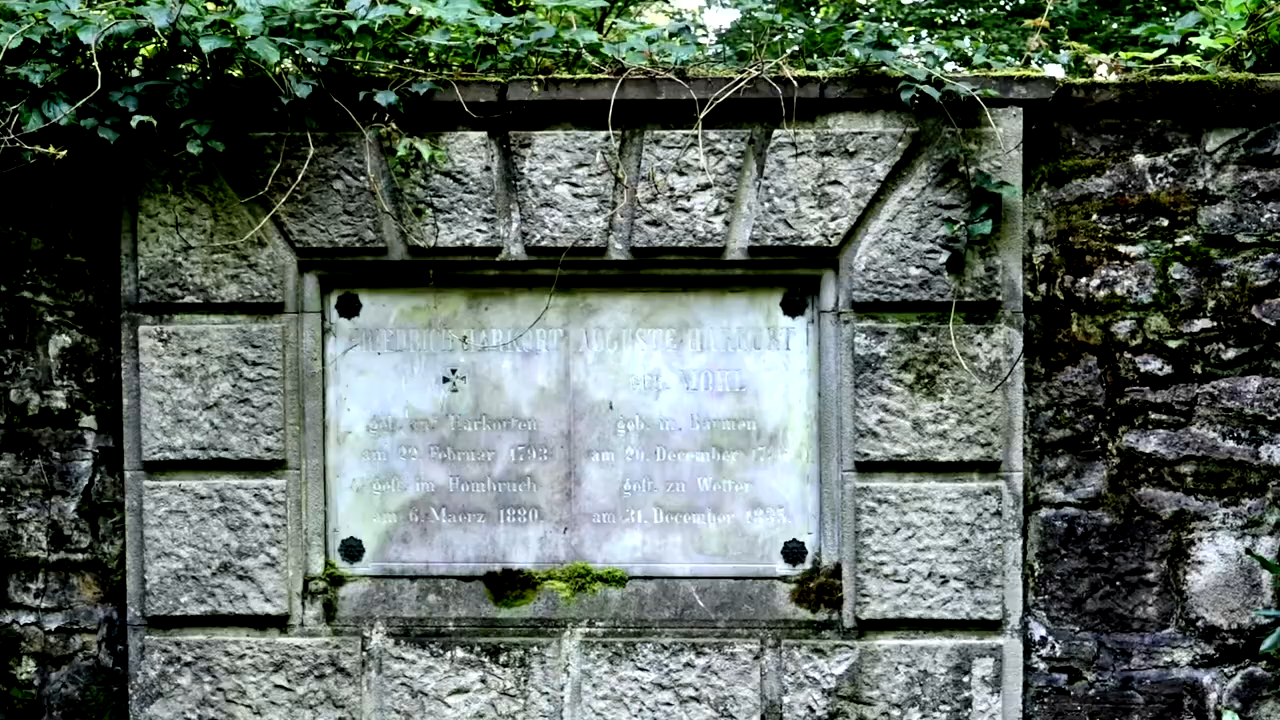 FRIEDRICH HARKORT
geb. auf Harkorten
am 22. Februar 1793
gest. im Hombruch
am 6. Maerz 1880.
AUGUSTE HARKORT
geb. MOHL
geb. in Barmen
am 20. December
gest. zu Wetter
am 31. December 1835.